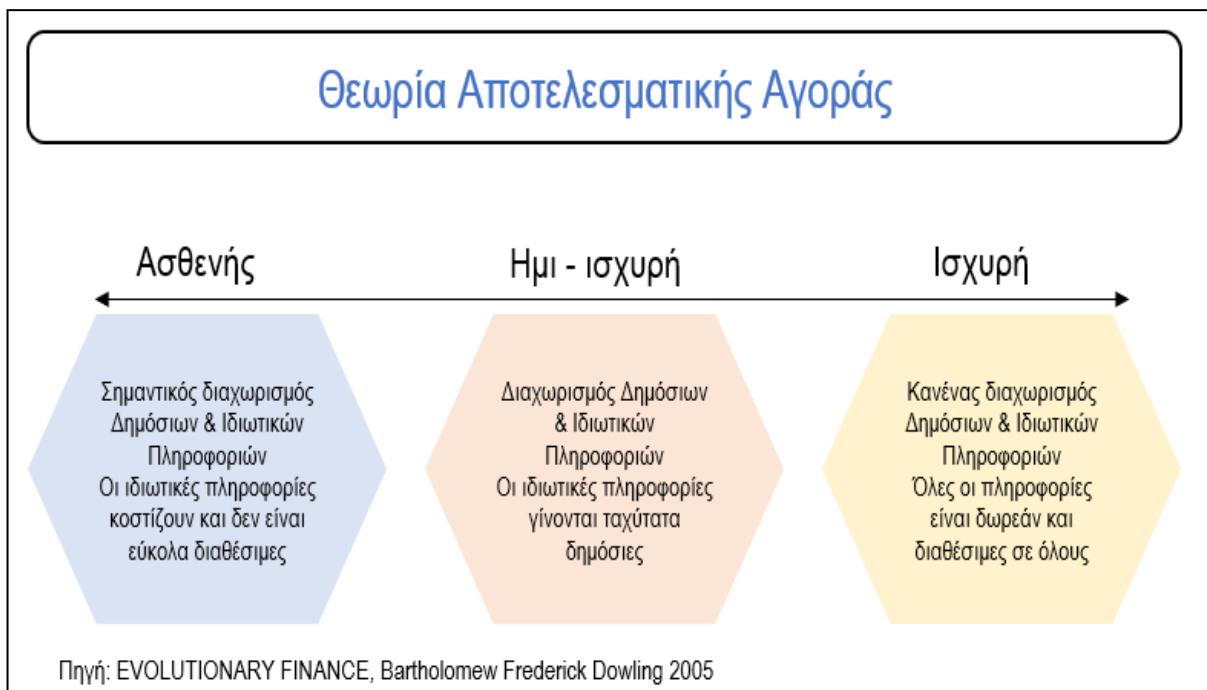 Θεωρία Αποτελεσματικής Αγοράς
Ασθενής
Ημι - ισχυρή
Ισχυρή
Σημαντικός διαχωρισμός
Δημόσιων & Ιδιωτικών
Πληροφοριών
Οι ιδιωτικές πληροφορίες
κοστίζουν και δεν είναι
εύκολα διαθέσιμες
Διαχωρισμός Δημόσιων
& Ιδιωτικών
Πληροφοριών
Οι ιδιωτικές πληροφορίες
γίνονται ταχύτατα
δημόσιες
Κανένας διαχωρισμός
Δημόσιων & Ιδιωτικών
Πληροφοριών
Όλες οι πληροφορίες
είναι δωρεάν και
διαθέσιμες σε όλους
Πηγή: EVOLUTIONARY FINANCE, Bartholomew Frederick Dowling 2005